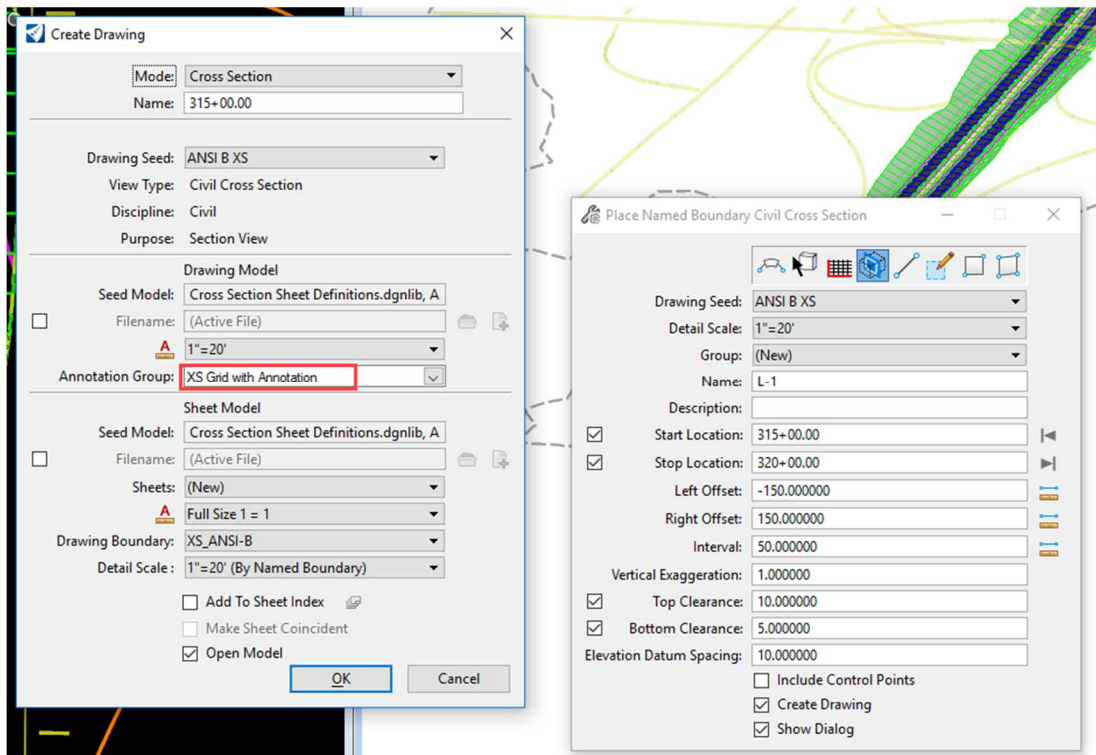 Create Drawing
Mode: Cross Section
Name: 315+00.00
Drawing Seed: ANSI B XS
View Type: Civil Cross Section
Discipline: Civil
Purpose: Section View
Drawing Model
Seed Model: Cross Section Sheet Definitions.dgnlib, A
Filename: (Active File)
A 1"=20'
Annotation Group: XS Grid with Annotation
Sheet Model
Seed Model: Cross Section Sheet Definitions.dgnlib, A
Filename: (Active File)
Sheets: (New)
A Full Size 1 = 1
Drawing Boundary: XS_ANSI-B
Detail Scale : 1"=20' (By Named Boundary)
Add To Sheet Index
Make Sheet Coincident
Open Model
OK Cancel
Place Named Boundary Civil Cross Section
Drawing Seed: ANSI B XS
Detail Scale: 1"=20'
Group: (New)
Name: L-1
Description:
Start Location: 315+00.00
Stop Location: 320+00.00
Left Offset: -150.000000
Right Offset: 150.000000
Interval: 50.000000
Vertical Exaggeration: 1.000000
Top Clearance: 10.000000
Bottom Clearance: 5.000000
Elevation Datum Spacing: 10.000000
Include Control Points
Create Drawing
Show Dialog